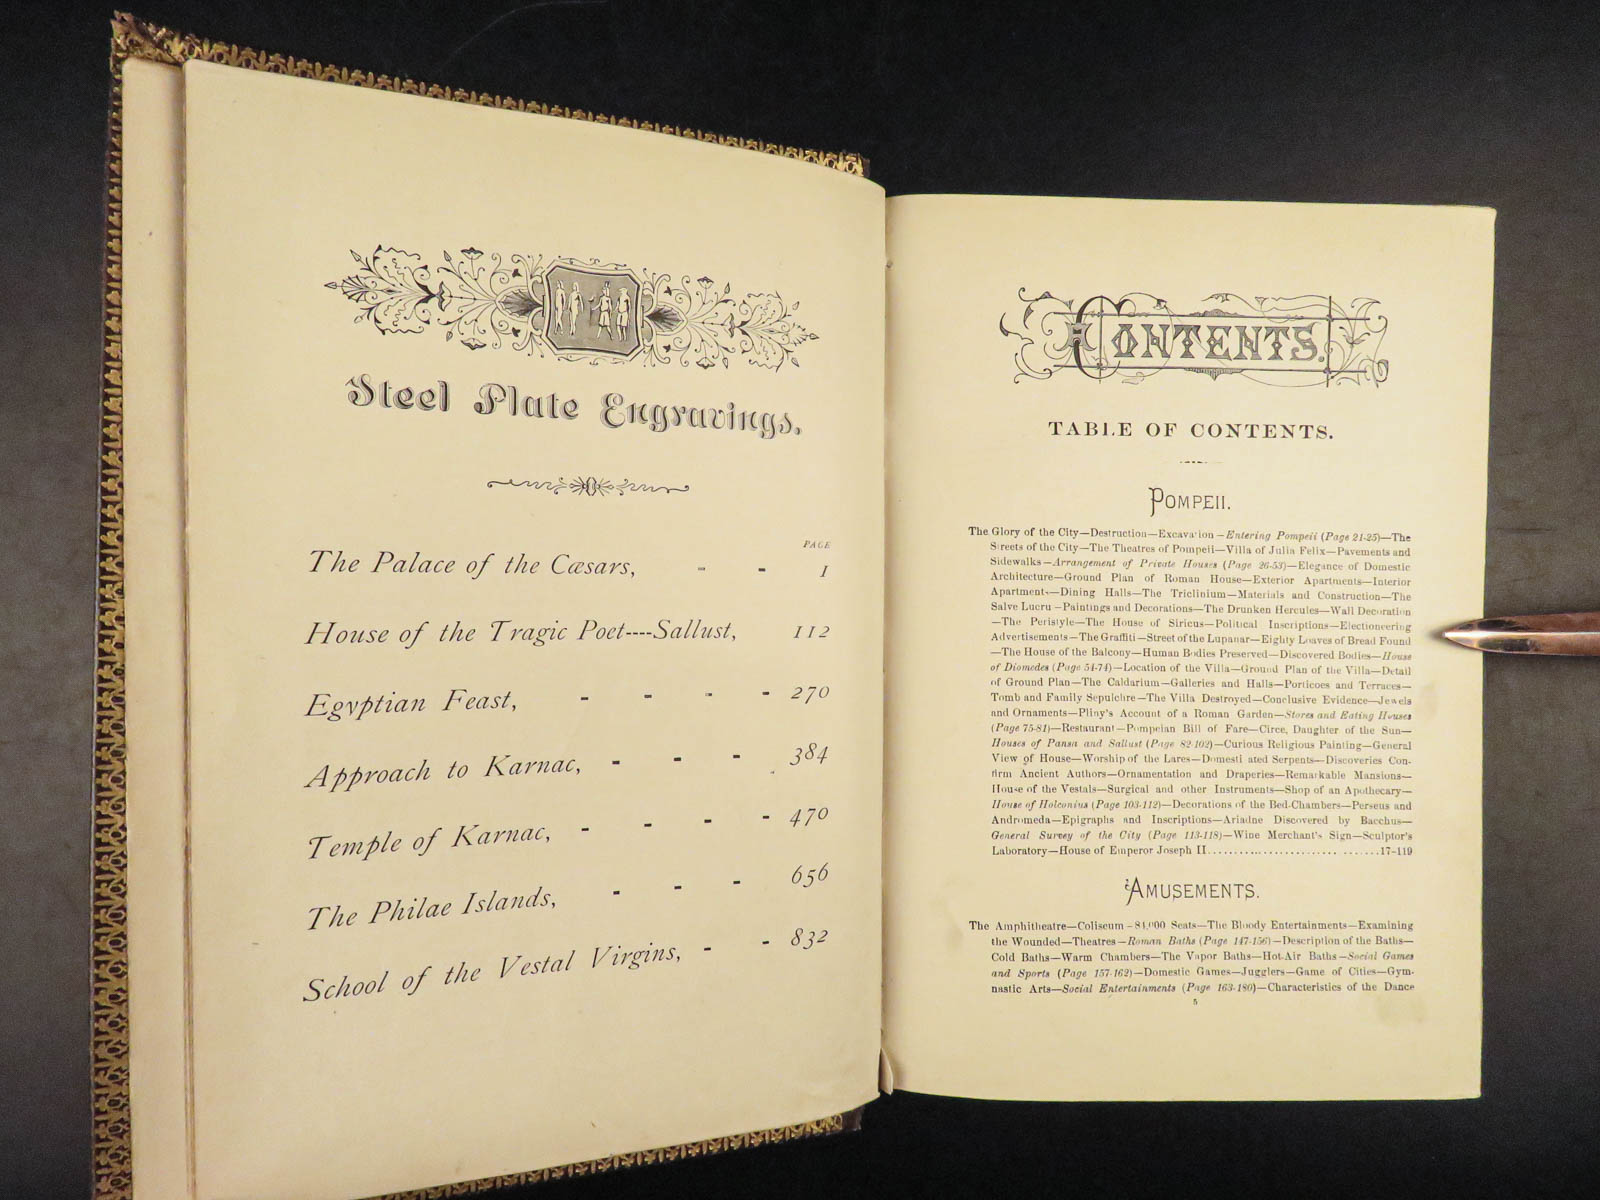 Steel Plate Engravings.
PAGE
The Palace of the Cæsars, - - 1
House of the Tragic Poet----Sallust, 112
Egyptian Feast, - - - - 270
Approach to Karnac, - - - 384
Temple of Karnac, - - - - 470
The Philae Islands, - - - 656
School of the Vestal Virgins, - - 832
CONTENTS.
TABLE OF CONTENTS.
POMPEII.
The Glory of the City—Destruction—Excavation—Entering Pompeii (Page 21-25)—The
Streets of the City—The Theatres of Pompeii—Villa of Julia Felix—Pavements and
Sidewalks—Arrangement of Private Houses (Page 26-53)—Elegance of Domestic
Architecture—Ground Plan of Roman House—Exterior Apartments—Interior
Apartments—Dining Halls—The Triclinium—Materials and Construction—The
Salve Lucru—Paintings and Decorations—The Drunken Hercules—Wall Decoration
—The Peristyle—The House of Siricus—Political Inscriptions—Electioneering
Advertisements—The Graffiti—Street of the Lupanar—Eighty Loaves of Bread Found
—The House of the Balcony—Human Bodies Preserved—Discovered Bodies—House
of Diomedes (Page 54-74)—Location of the Villa—Ground Plan of the Villa—Detail
of Ground Plan—The Caldarium—Galleries and Halls—Porticoes and Terraces—
Tomb and Family Sepulchre—The Villa Destroyed—Conclusive Evidence—Jewels
and Ornaments—Pliny's Account of a Roman Garden—Stores and Eating Houses
(Page 75-81)—Restaurant—Pompeian Bill of Fare—Circe, Daughter of the Sun—
Houses of Pansa and Sallust (Page 82-102)—Curious Religious Painting—General
View of House—Worship of the Lares—Domesti ated Serpents—Discoveries Con-
firm Ancient Authors—Ornamentation and Draperies—Remarkable Mansions—
House of the Vestals—Surgical and other Instruments—Shop of an Apothecary—
House of Holconius (Page 103-112)—Decorations of the Bed-Chambers—Perseus and
Andromeda—Epigraphs and Inscriptions—Ariadne Discovered by Bacchus—
General Survey of the City (Page 113-118)—Wine Merchant's Sign—Sculptor's
Laboratory—House of Emperor Joseph II.................................17-119
AMUSEMENTS.
The Amphitheatre—Coliseum—84,000 Seats—The Bloody Entertainments—Examining
the Wounded—Theatres—Roman Baths (Page 147-156)—Description of the Baths—
Cold Baths—Warm Chambers—The Vapor Baths—Hot-Air Baths—Social Games
and Sports (Page 157-162)—Domestic Games—Jugglers—Game of Cities—Gym-
nastic Arts—Social Entertainments (Page 163-180)—Characteristics of the Dance
5